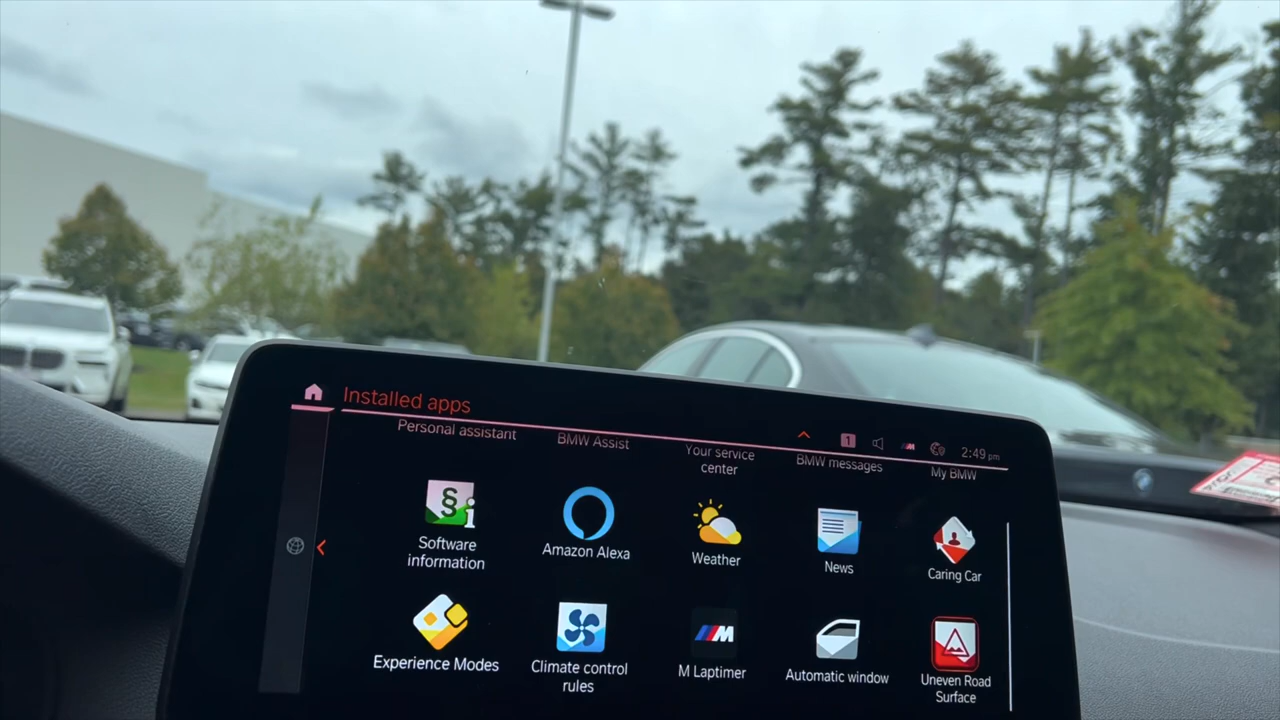 Installed apps
1
2:49 pm
Personal assistant
BMW Assist
Your service
center
BMW messages
My BMW
Software
information
Amazon Alexa
Weather
News
Caring Car
Experience Modes
Climate control
rules
M
M Laptimer
Automatic window
Uneven Road
Surface